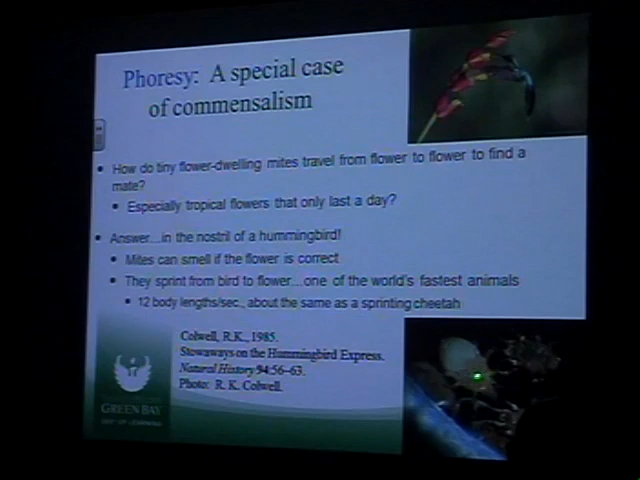 Phoresy: A special case
of commensalism
• How do tiny flower-dwelling mites travel from flower to flower to find a
mate?
• Especially tropical flowers that only last a day?
• Answer....in the nostril of a hummingbird!
• Mites can smell if the flower is correct
• They sprint from bird to flower....one of the world's fastest animals
• 12 body lengths/sec., about the same as a sprinting cheetah
Colwell, R.K., 1985.
Stowaways on the Hummingbird Express.
Natural History 94:56–63.
Photo: R. K. Colwell.
GREEN BAY